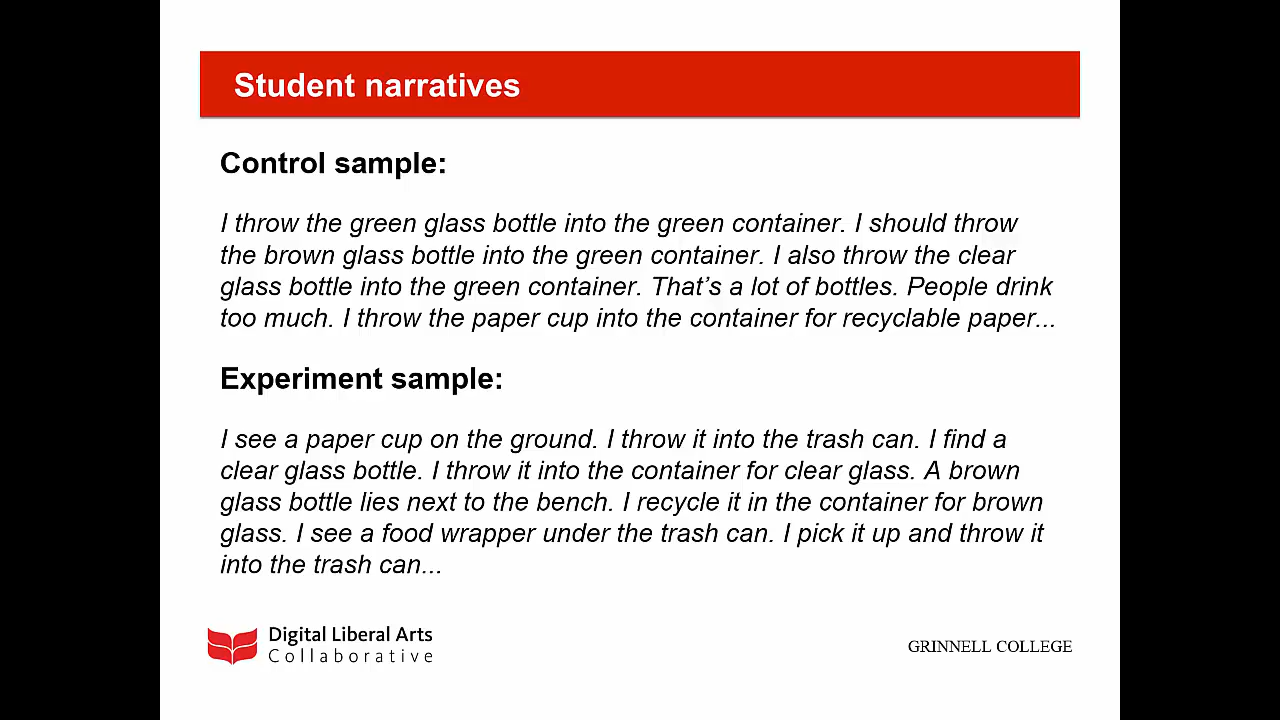 Student narratives
Control sample:
I throw the green glass bottle into the green container. I should throw
the brown glass bottle into the green container. I also throw the clear
glass bottle into the green container. That’s a lot of bottles. People drink
too much. I throw the paper cup into the container for recyclable paper...
Experiment sample:
I see a paper cup on the ground. I throw it into the trash can. I find a
clear glass bottle. I throw it into the container for clear glass. A brown
glass bottle lies next to the bench. I recycle it in the container for brown
glass. I see a food wrapper under the trash can. I pick it up and throw it
into the trash can...
Digital Liberal Arts
Collaborative
GRINNELL COLLEGE